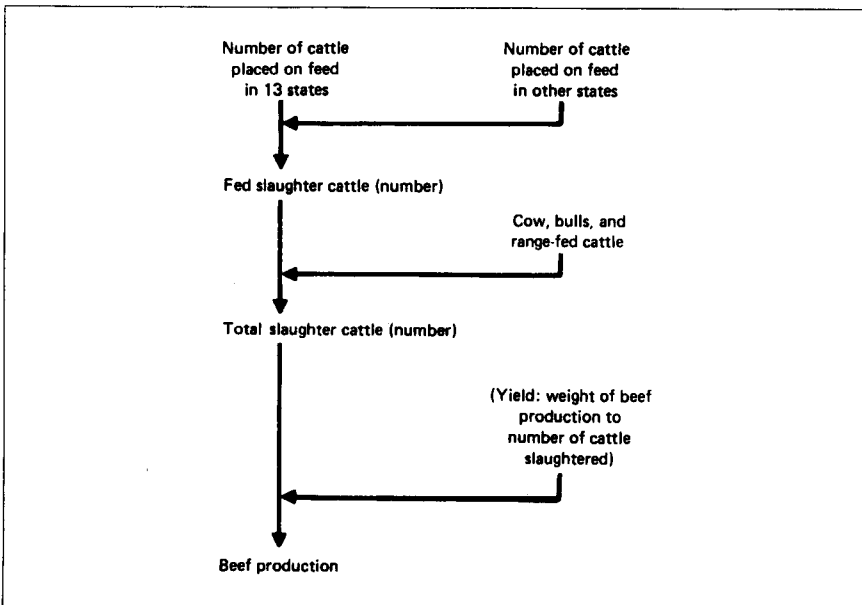 Number of cattle
placed on feed
in 13 states
Number of cattle
placed on feed
in other states
Fed slaughter cattle (number)
Cow, bulls, and
range-fed cattle
Total slaughter cattle (number)
(Yield: weight of beef
production to
number of cattle
slaughtered)
Beef production